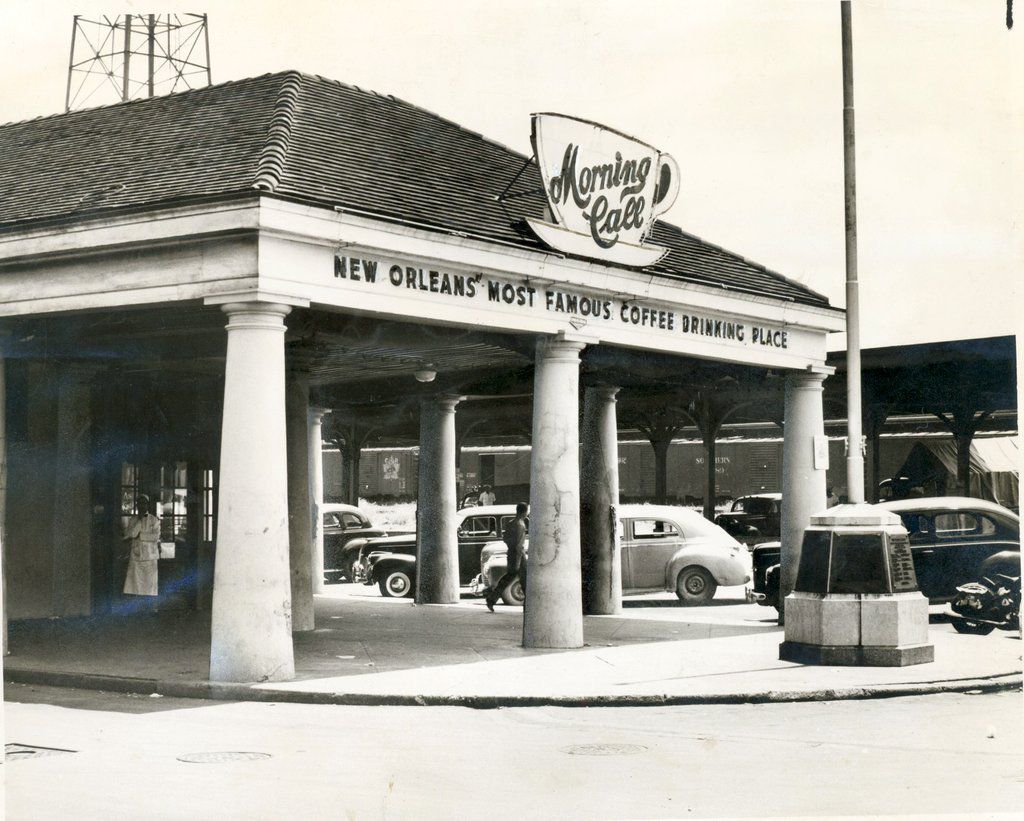 Morning
Call
NEW ORLEANS' MOST FAMOUS COFFEE DRINKING PLACE